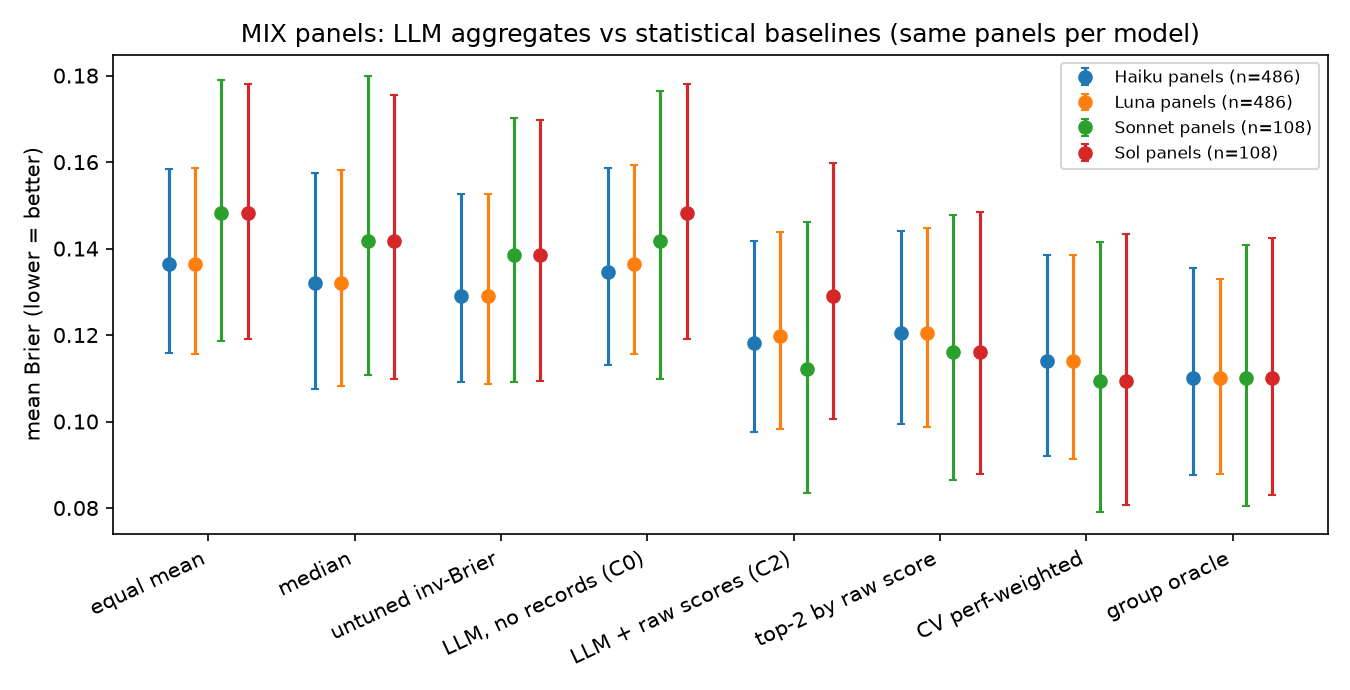 MIX panels: LLM aggregates vs statistical baselines (same panels per model)
Haiku panels (n=486)
Luna panels (n=486)
Sonnet panels (n=108)
Sol panels (n=108)
mean Brier (lower = better)
0.18
0.16
0.14
0.12
0.10
0.08
equal mean
median
untuned inv-Brier
LLM, no records (C0)
LLM + raw scores (C2)
top-2 by raw score
CV perf-weighted
group oracle